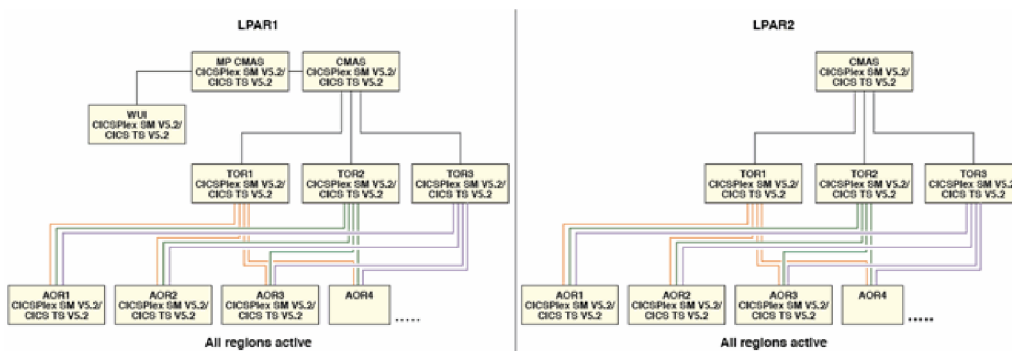 LPAR1
MP CMAS
CICSPlex SM V5.2/
CICS TS V5.2
CMAS
CICSPlex SM V5.2/
CICS TS V5.2
WUI
CICSPlex SM V5.2/
CICS TS V5.2
TOR1
CICSPlex SM V5.2/
CICS TS V5.2
TOR2
CICSPlex SM V5.2/
CICS TS V5.2
TOR3
CICSPlex SM V5.2/
CICS TS V5.2
AOR1
CICSPlex SM V5.2/
CICS TS V5.2
AOR2
CICSPlex SM V5.2/
CICS TS V5.2
AOR3
CICSPlex SM V5.2/
CICS TS V5.2
AOR4
.....
All regions active
LPAR2
CMAS
CICSPlex SM V5.2/
CICS TS V5.2
TOR1
CICSPlex SM V5.2/
CICS TS V5.2
TOR2
CICSPlex SM V5.2/
CICS TS V5.2
TOR3
CICSPlex SM V5.2/
CICS TS V5.2
AOR1
CICSPlex SM V5.2/
CICS TS V5.2
AOR2
CICSPlex SM V5.2/
CICS TS V5.2
AOR3
CICSPlex SM V5.2/
CICS TS V5.2
AOR4
.....
All regions active